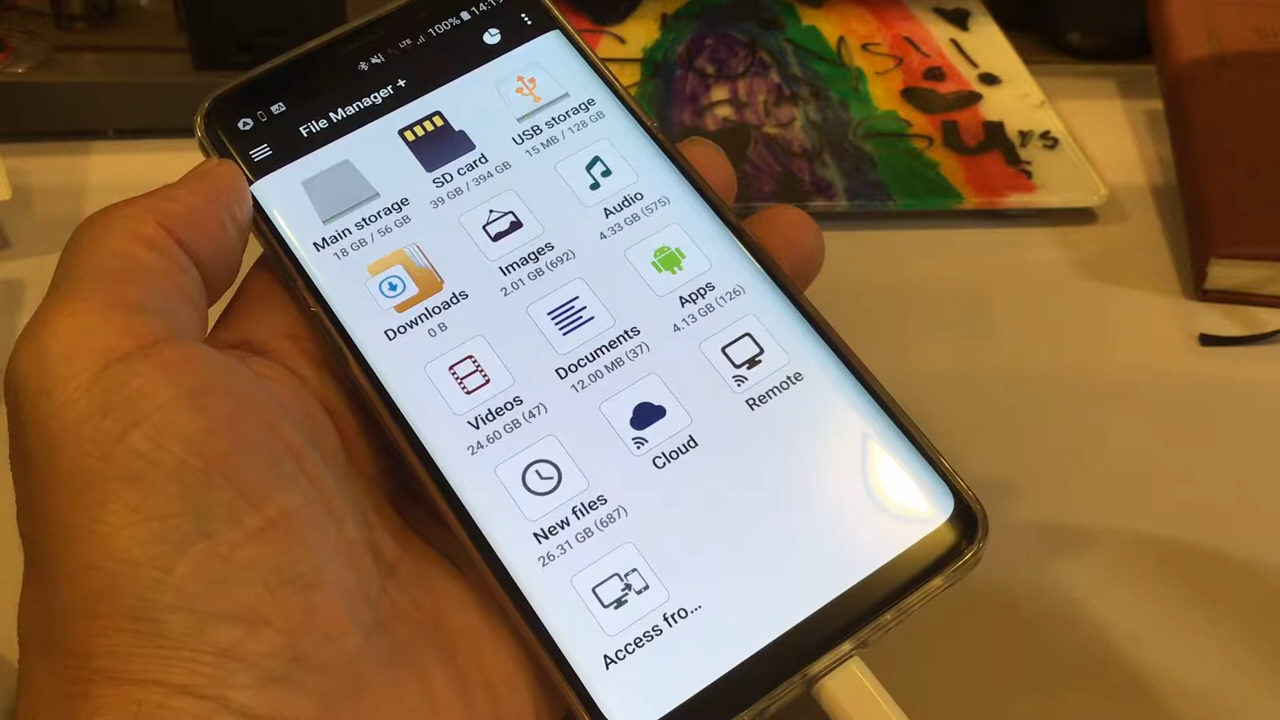 LTE 100% 14:1
File Manager +
Main storage
18 GB / 56 GB
SD card
39 GB / 394 GB
USB storage
15 MB / 128 GB
Downloads
0 B
Images
2.01 GB (692)
Audio
4.33 GB (575)
Videos
24.60 GB (47)
Documents
12.00 MB (37)
Apps
4.13 GB (126)
New files
26.31 GB (687)
Cloud
Remote
Access fro...